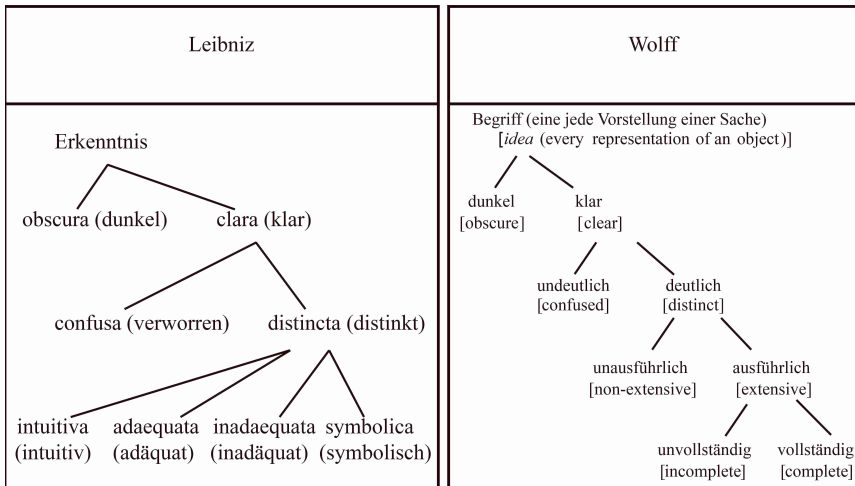 Leibniz
Erkenntnis
obscura (dunkel) clara (klar)
confusa (verworren) distincta (distinkt)
intuitiva adaequata inadaequata symbolica
(intuitiv) (adäquat) (inadäquat) (symbolisch)
Wolff
Begriff (eine jede Vorstellung einer Sache)
[idea (every representation of an object)]
dunkel klar
[obscure] [clear]
undeutlich deutlich
[confused] [distinct]
unausführlich ausführlich
[non-extensive] [extensive]
unvollständig vollständig
[incomplete] [complete]